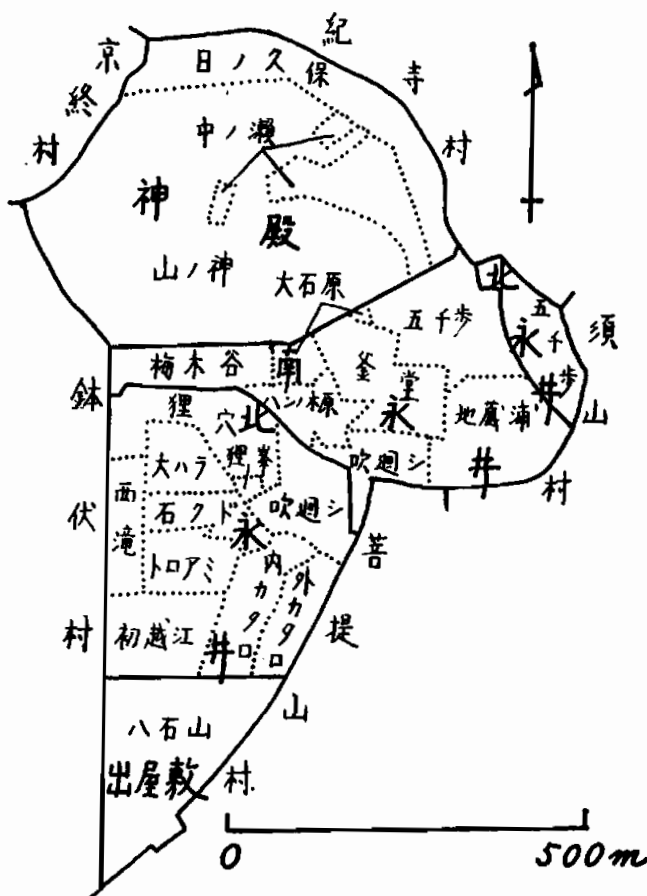 京終村
紀寺村
日ノ久保
中ノ瀬
神殿
山ノ神
大石原
五千歩
北永井
五千歩
須山村
梅木谷
南永井
釜堂
ハンノ木原
地蔵浦
吹廻シ
鉢伏村
狸穴
北永井
大ハラ
狸峯
西滝
石クド
吹廻シ
トロアミ
内カタロ
外カタロ
初越江
菩提山村
八石山
出屋敷
0
500m